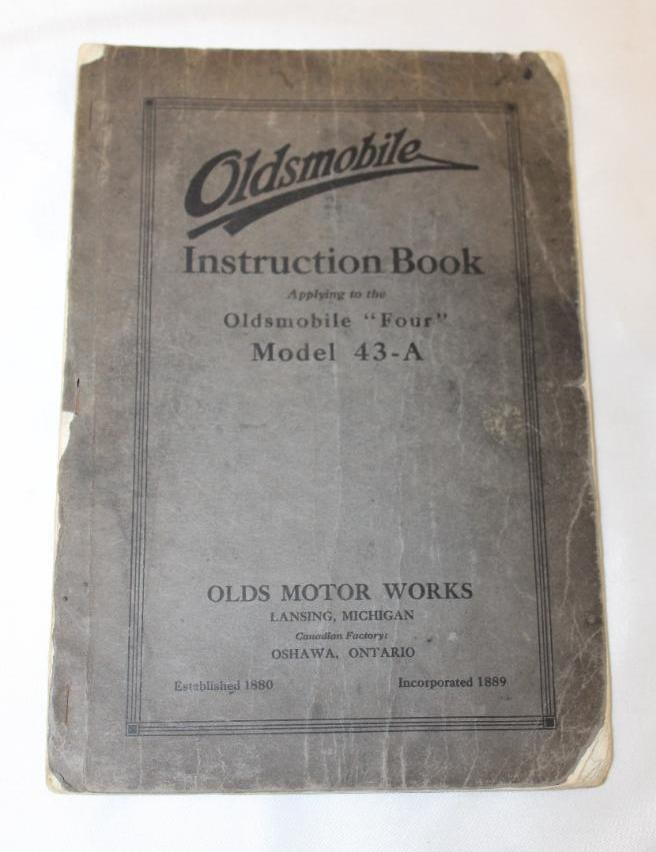 Oldsmobile
Instruction Book
Applying to the
Oldsmobile "Four"
Model 43-A
OLDS MOTOR WORKS
LANSING, MICHIGAN
Canadian Factory:
OSHAWA, ONTARIO
Established 1880 Incorporated 1889